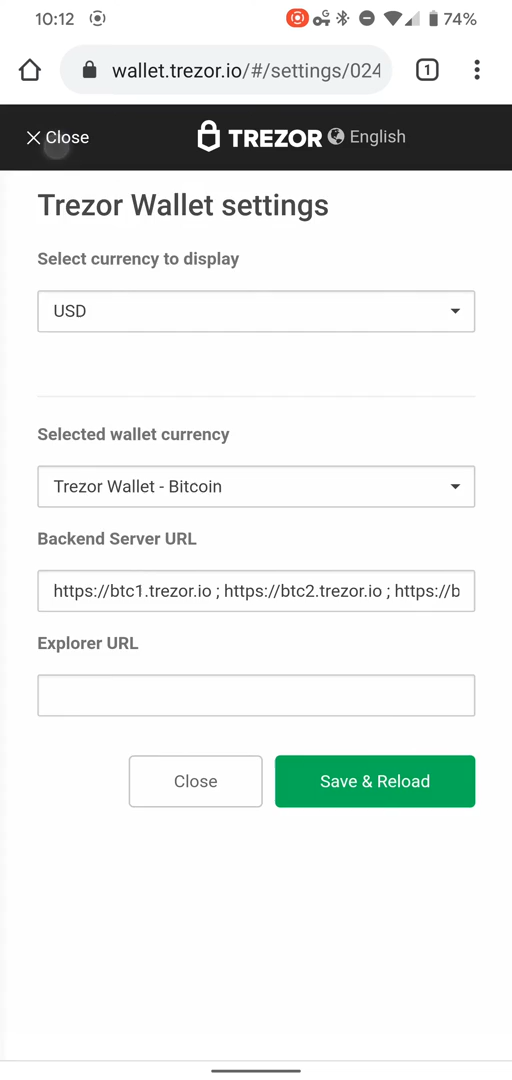 10:12 74%
wallet.trezor.io/#/settings/024 1
Close TREZOR English
Trezor Wallet settings
Select currency to display
USD
Selected wallet currency
Trezor Wallet - Bitcoin
Backend Server URL
https://btc1.trezor.io ; https://btc2.trezor.io ; https://b
Explorer URL
Close Save & Reload